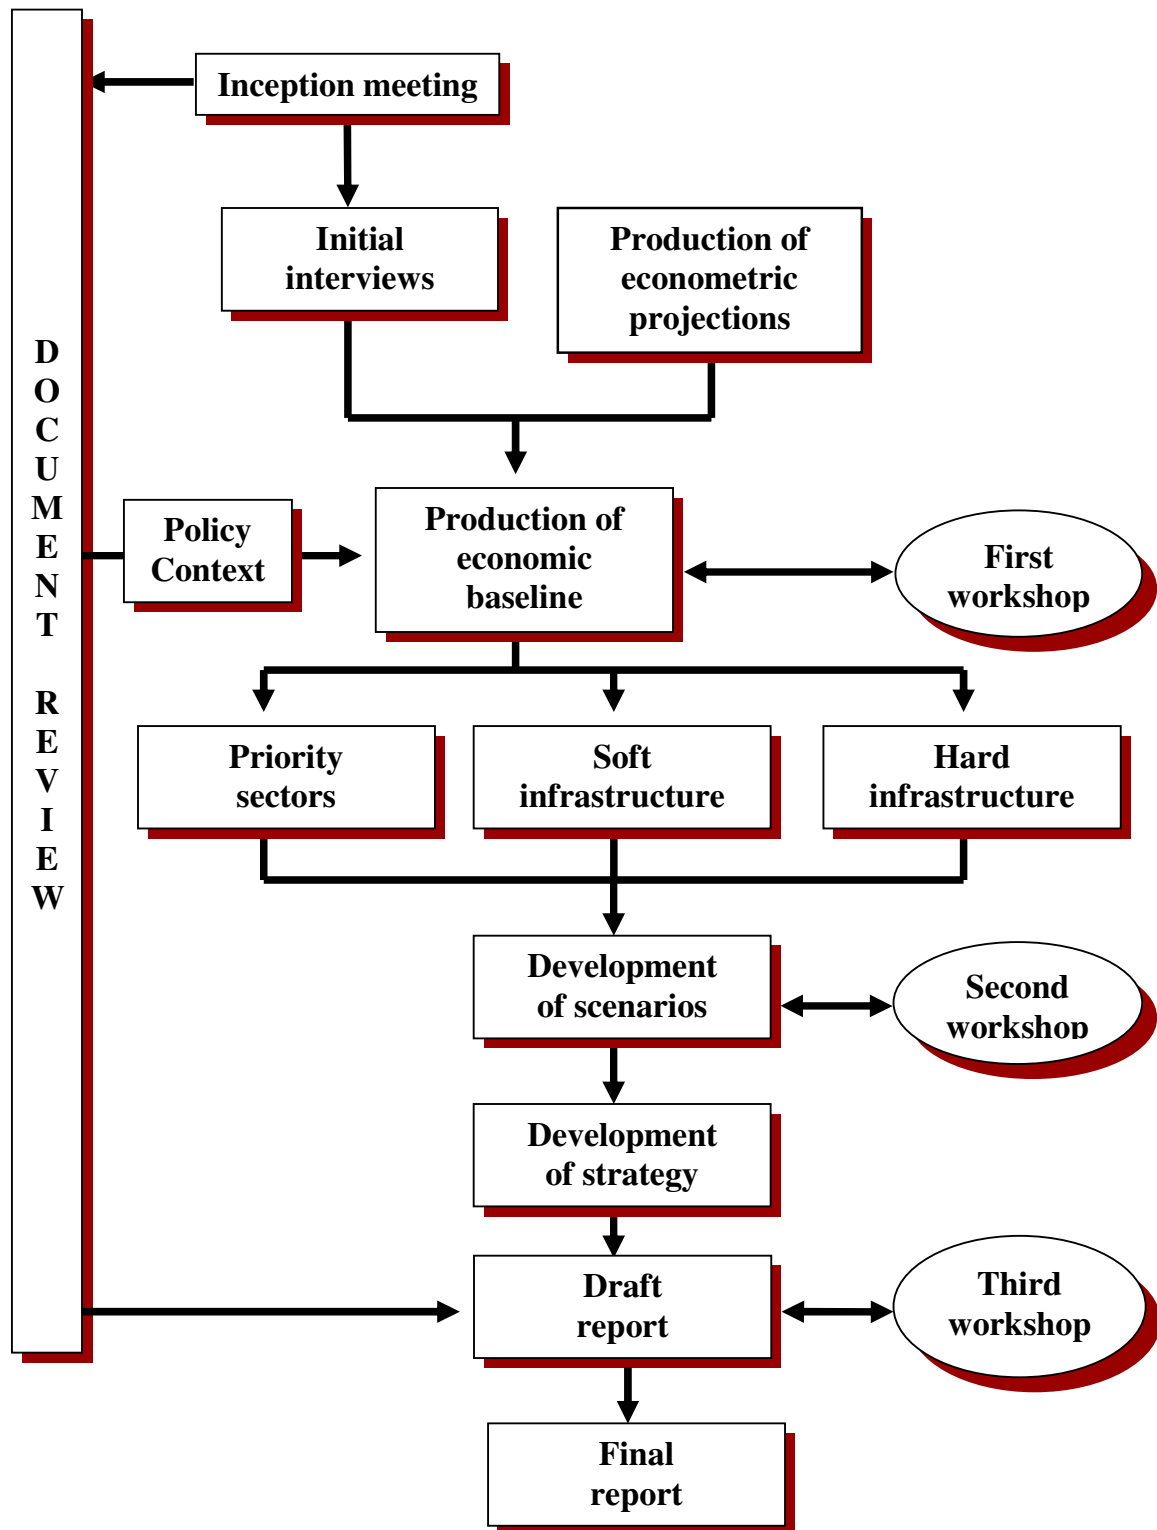 DOCUMENT REVIEW
Inception meeting
Initial
interviews
Production of
econometric
projections
Policy
Context
Production of
economic
baseline
First
workshop
Priority
sectors
Soft
infrastructure
Hard
infrastructure
Development
of scenarios
Second
workshop
Development
of strategy
Draft
report
Third
workshop
Final
report